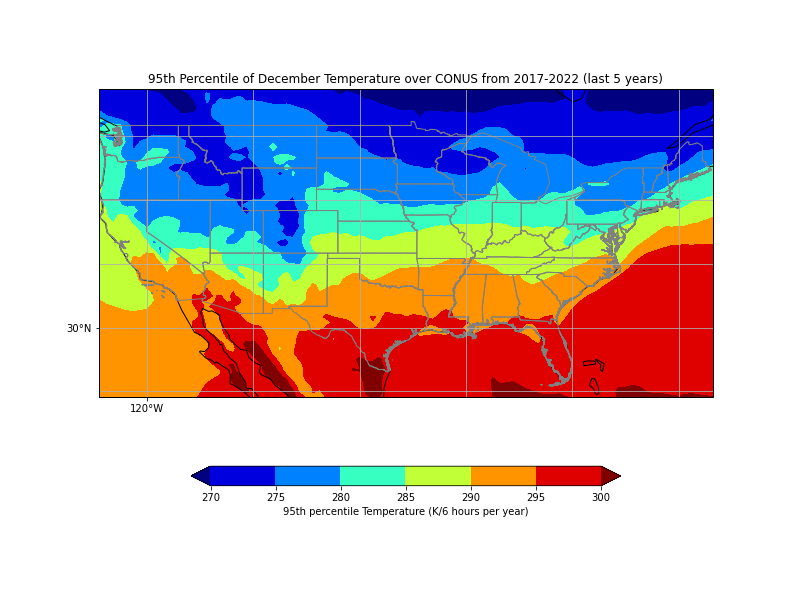 95th Percentile of December Temperature over CONUS from 2017-2022 (last 5 years)
30°N
120°W
270 275 280 285 290 295 300
95th percentile Temperature (K/6 hours per year)